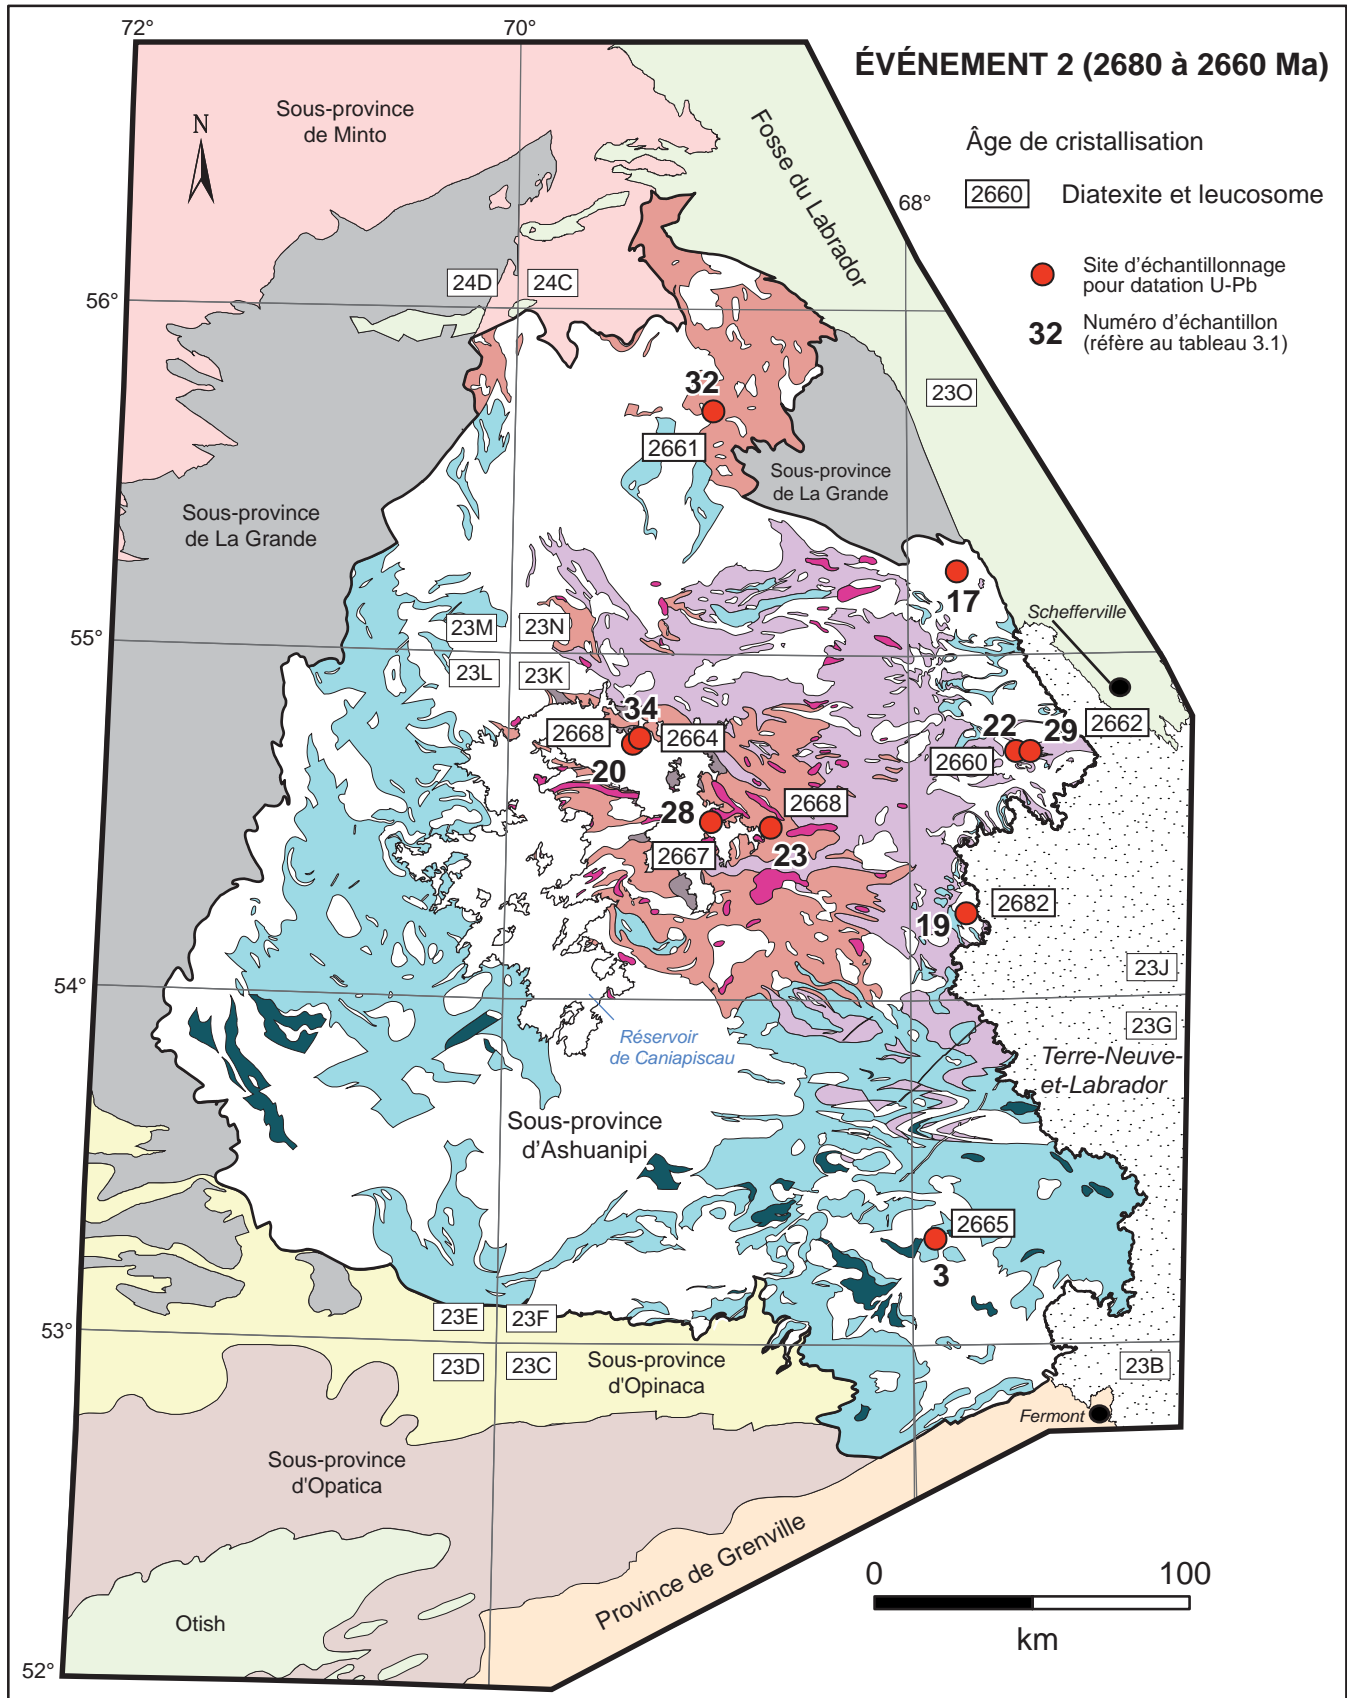 72°
70°
ÉVÉNEMENT 2 (2680 à 2660 Ma)
Sous-province
de Minto
N
Fosse du Labrador
Âge de cristallisation
2660
Diatexite et leucosome
68°
Site d'échantillonnage
pour datation U-Pb
32
Numéro d'échantillon
(réfère au tableau 3.1)
24D
24C
56°
32
23O
2661
Sous-province
de La Grande
Sous-province
de La Grande
17
Schefferville
23M
23N
55°
23L
23K
34
2668
2664
22
29
2662
2660
20
28
2668
2667
23
2682
19
23J
54°
23G
Réservoir
de Caniapiscau
Terre-Neuve-
et-Labrador
Sous-province
d'Ashuanipi
2665
3
23E
23F
53°
23D
23C
Sous-province
d'Opinaca
23B
Fermont
Sous-province
d'Opatica
Province de Grenville
0
100
km
Otish
52°